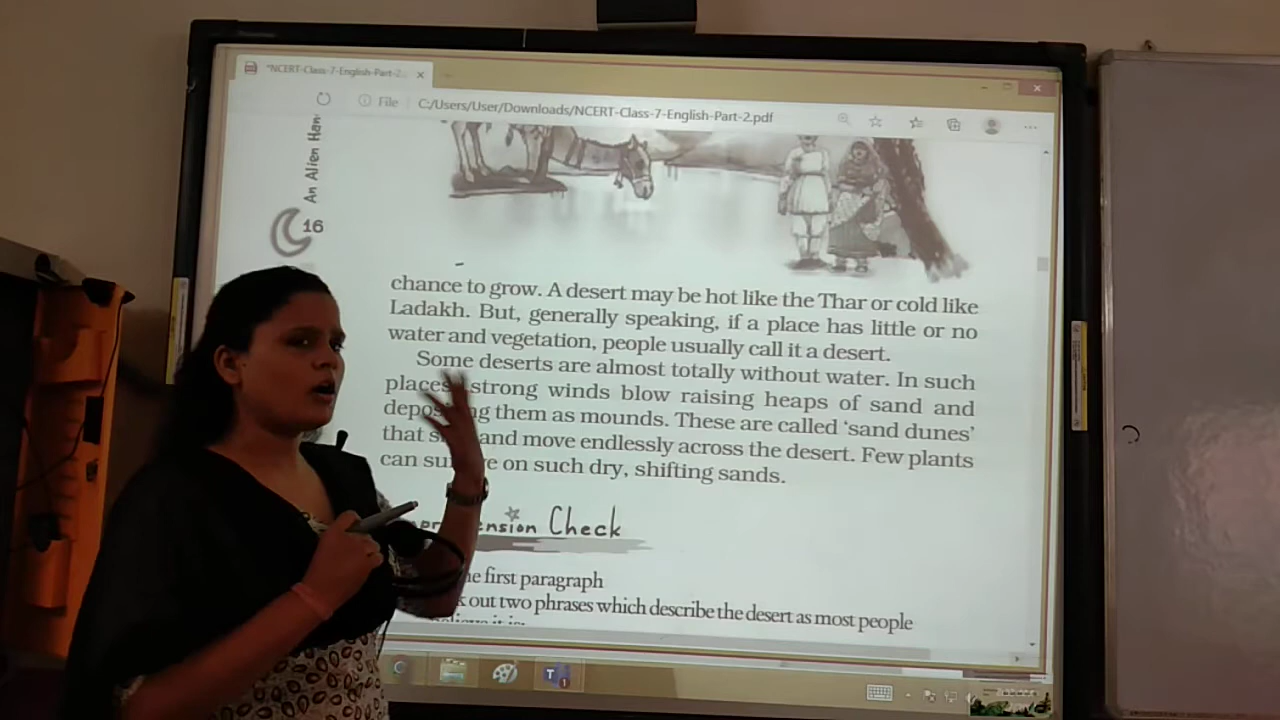 *NCERT-Class-7-English-Part-2...
File C:/Users/User/Downloads/NCERT-Class-7-English-Part-2.pdf
An Alien Han
16
chance to grow. A desert may be hot like the Thar or cold like
Ladakh. But, generally speaking, if a place has little or no
water and vegetation, people usually call it a desert.
Some deserts are almost totally without water. In such
places, strong winds blow raising heaps of sand and
depos ng them as mounds. These are called ‘sand dunes’
that s and move endlessly across the desert. Few plants
can su e on such dry, shifting sands.
nsion Check
he first paragraph
k out two phrases which describe the desert as most people